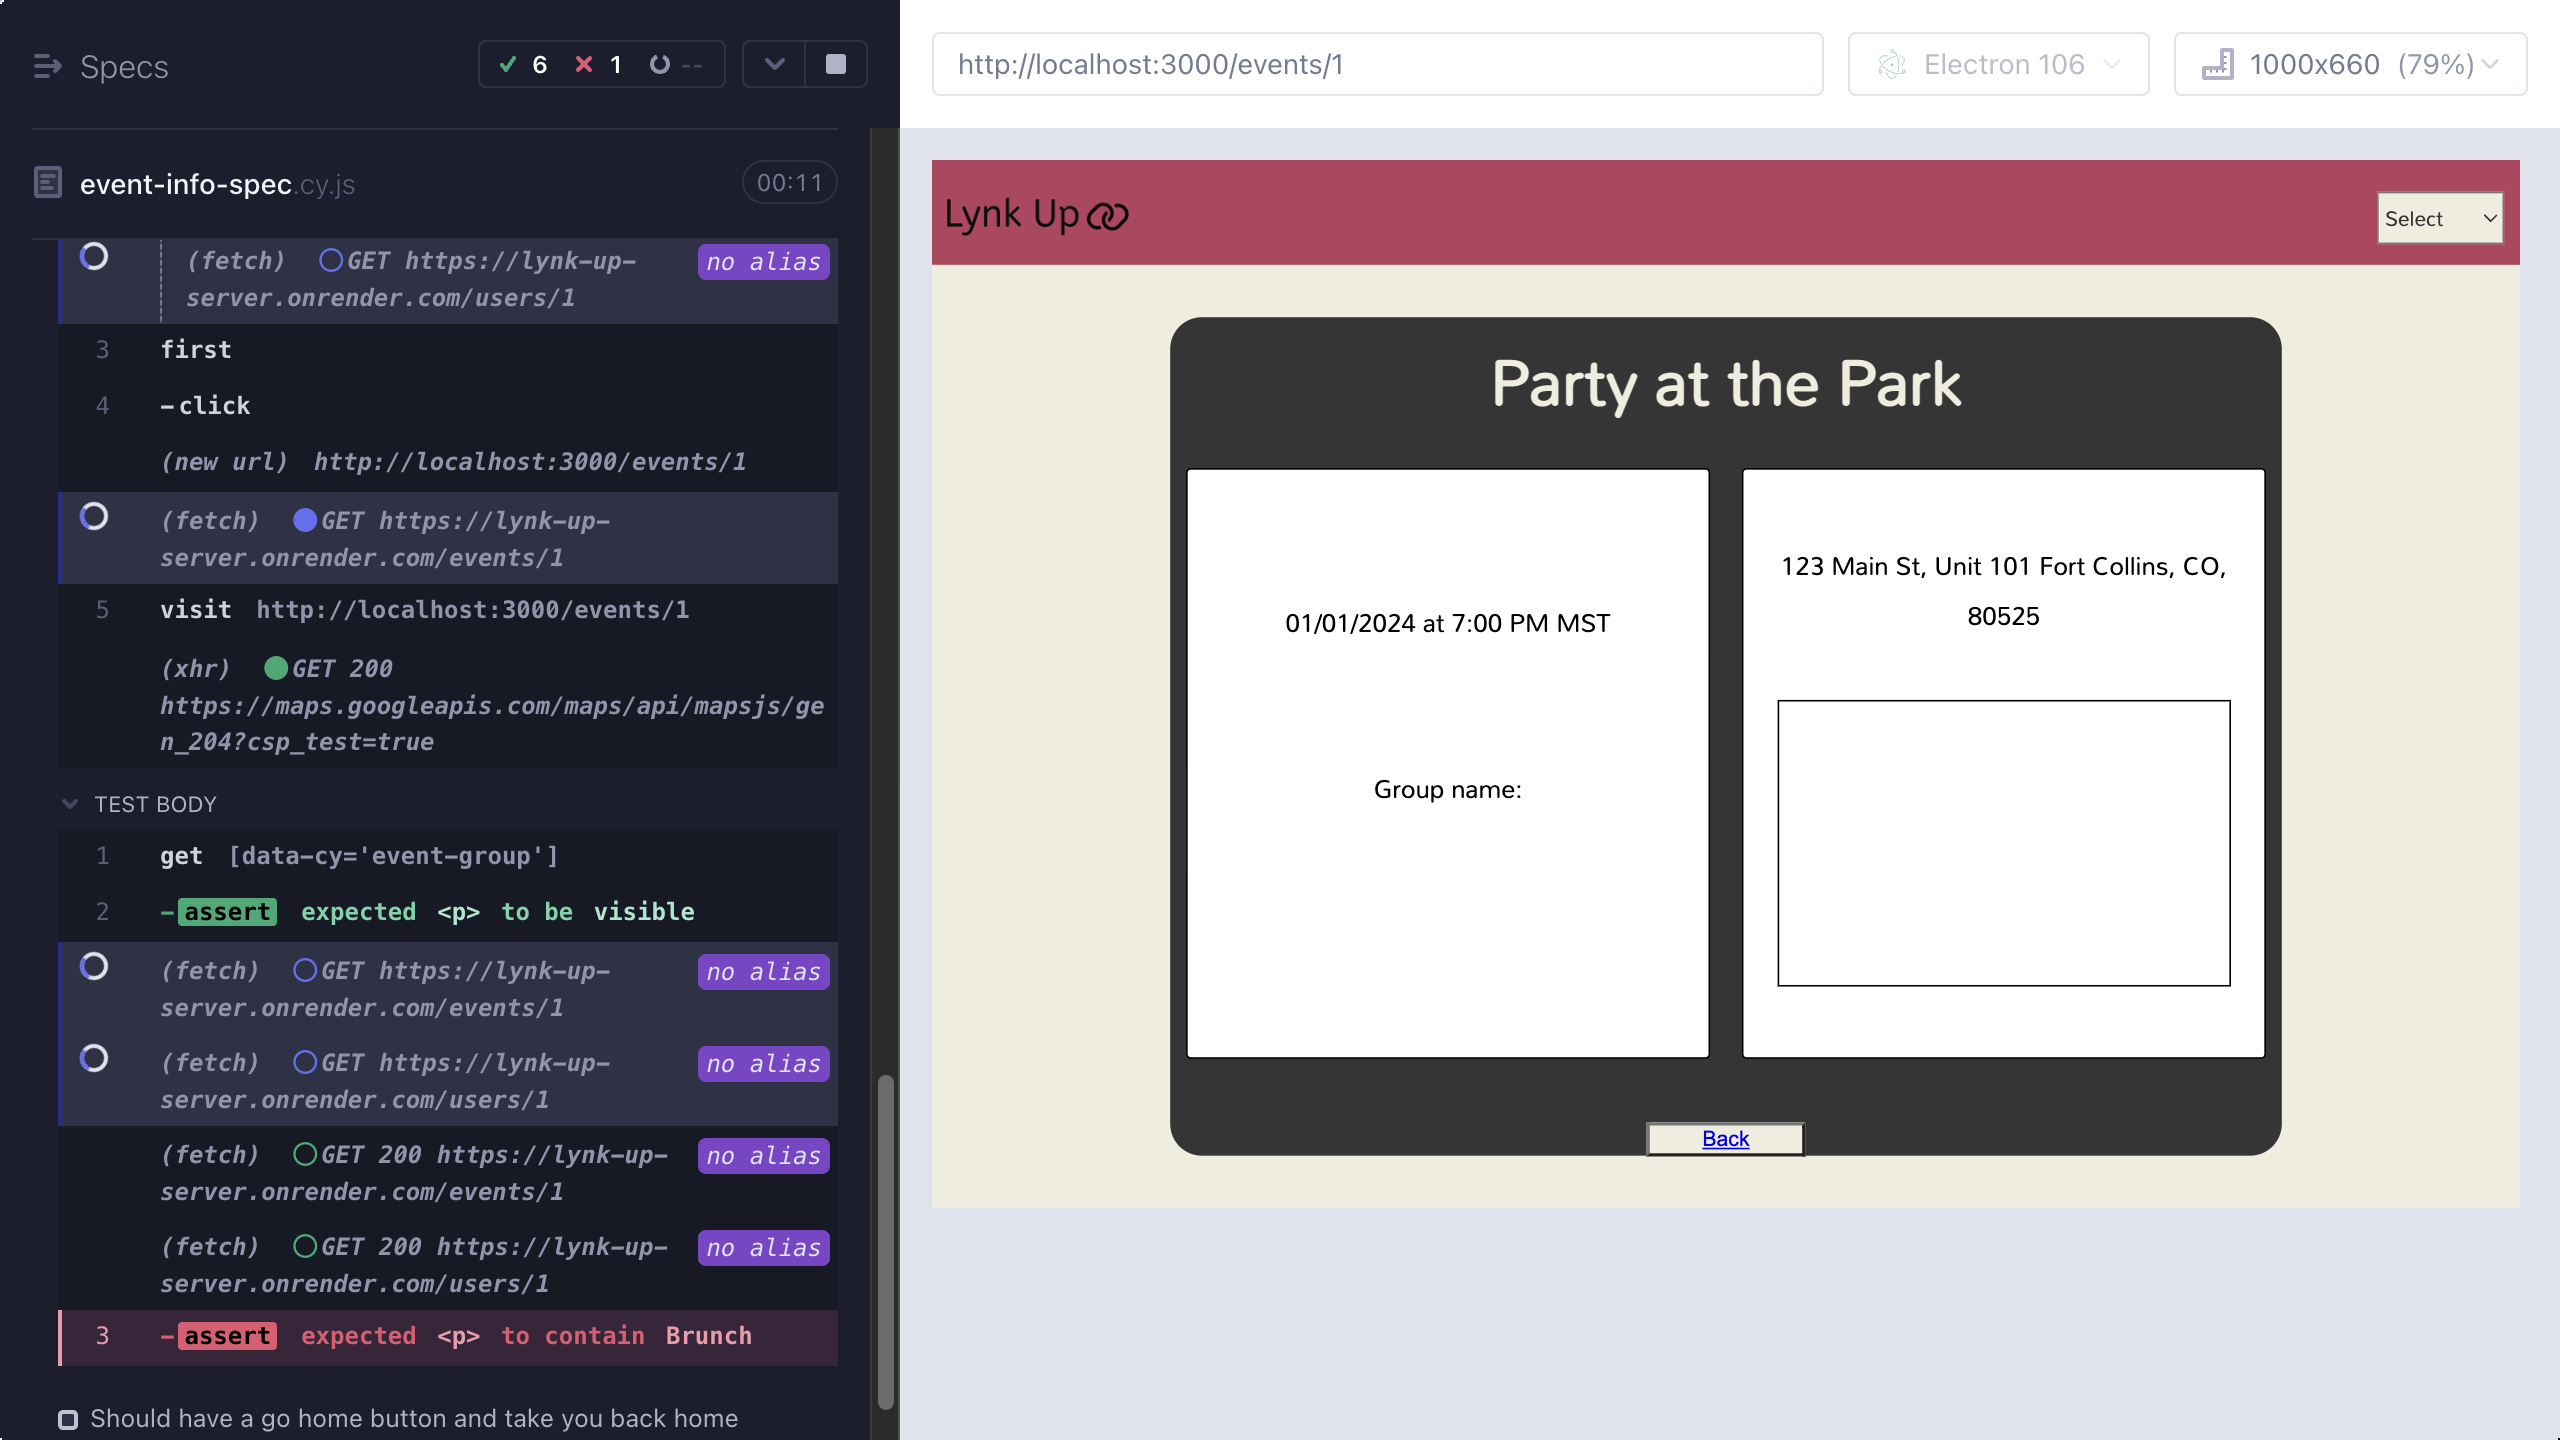 Specs
6 1 --
event-info-spec.cy.js 00:11
(fetch) GET https://lynk-up- no alias
server.onrender.com/users/1
3 first
4 -click
(new url) http://localhost:3000/events/1
(fetch) GET https://lynk-up-
server.onrender.com/events/1
5 visit http://localhost:3000/events/1
(xhr) GET 200
https://maps.googleapis.com/maps/api/mapsjs/ge
n_204?csp_test=true
TEST BODY
1 get [data-cy='event-group']
2 -assert expected <p> to be visible
(fetch) GET https://lynk-up- no alias
server.onrender.com/events/1
(fetch) GET https://lynk-up- no alias
server.onrender.com/users/1
(fetch) GET 200 https://lynk-up- no alias
server.onrender.com/events/1
(fetch) GET 200 https://lynk-up- no alias
server.onrender.com/users/1
3 -assert expected <p> to contain Brunch
Should have a go home button and take you back home
http://localhost:3000/events/1
Electron 106
1000x660 (79%)
Lynk Up
Select
Party at the Park
01/01/2024 at 7:00 PM MST
Group name:
123 Main St, Unit 101 Fort Collins, CO,
80525
Back